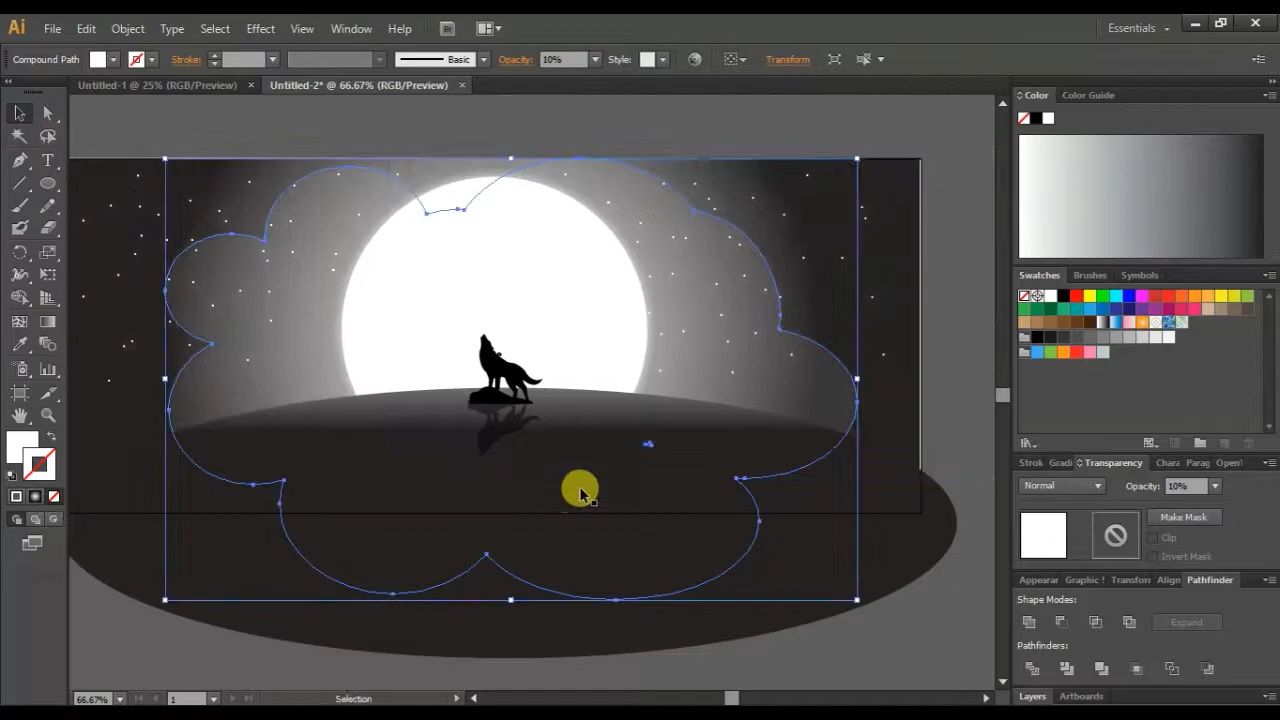 Ai File Edit Object Type Select Effect View Window Help Br Essentials
Compound Path Stroke: Basic Opacity: 10% Style: Transform
Untitled-1 @ 25% (RGB/Preview) × Untitled-2* @ 66.67% (RGB/Preview) ×
Color Color Guide
Swatches Brushes Symbols
Strok Gradi Transparency Chara Parag OpenT
Normal Opacity: 10%
Make Mask
Clip
Invert Mask
Appear Graphic S Transforn Align Pathfinder
Shape Modes:
Expand
Pathfinders:
Layers Artboards
66.67% 1 Selection